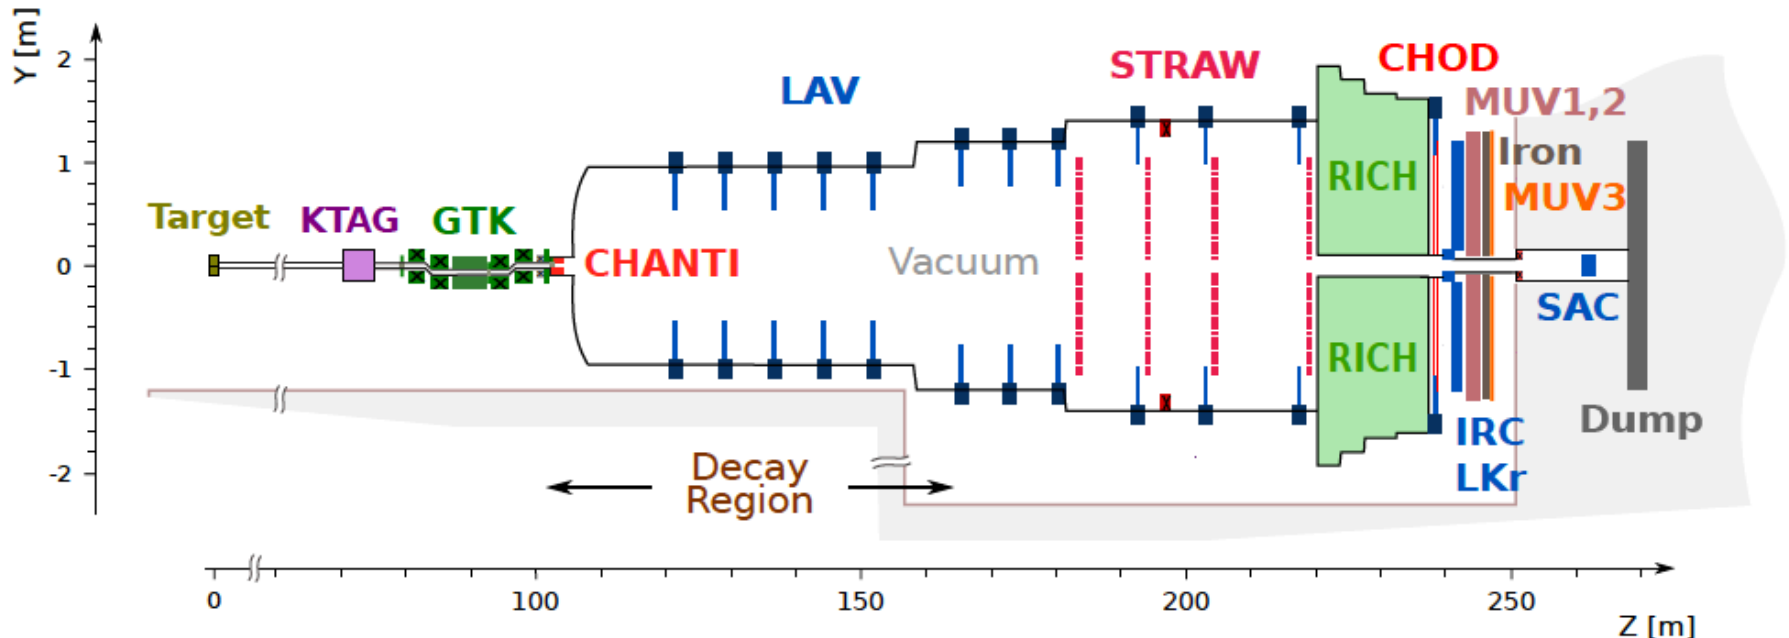 Y [m]
2
1
0
-1
-2
Target
KTAG
GTK
CHANTI
LAV
Vacuum
STRAW
RICH
RICH
CHOD
MUV1,2
Iron
MUV3
SAC
Dump
IRC
LKr
Decay
Region
0
100
150
200
250
Z [m]